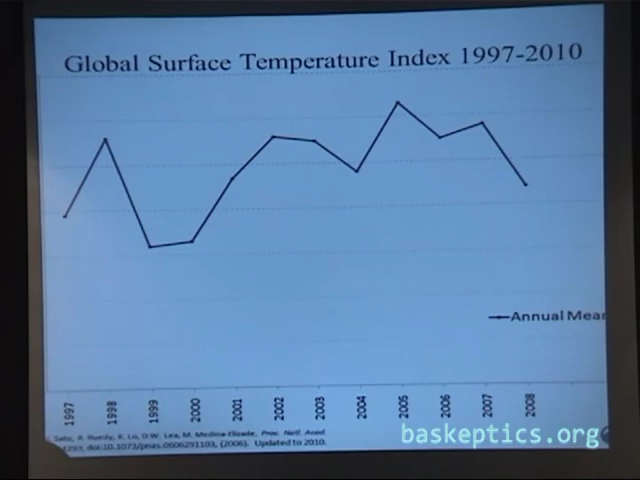 Global Surface Temperature Index 1997-2010
Annual Mea
1997 1998 1999 2000 2001 2002 2003 2004 2005 2006 2007 2008
Sato, R. Ruedy, K. Lo, D.W. Lea, M. Medina-Elizade, Proc. Natl. Acad.
doi:10.1073/pnas.0606291103, (2006). Updated to 2010.
baskeptics.org